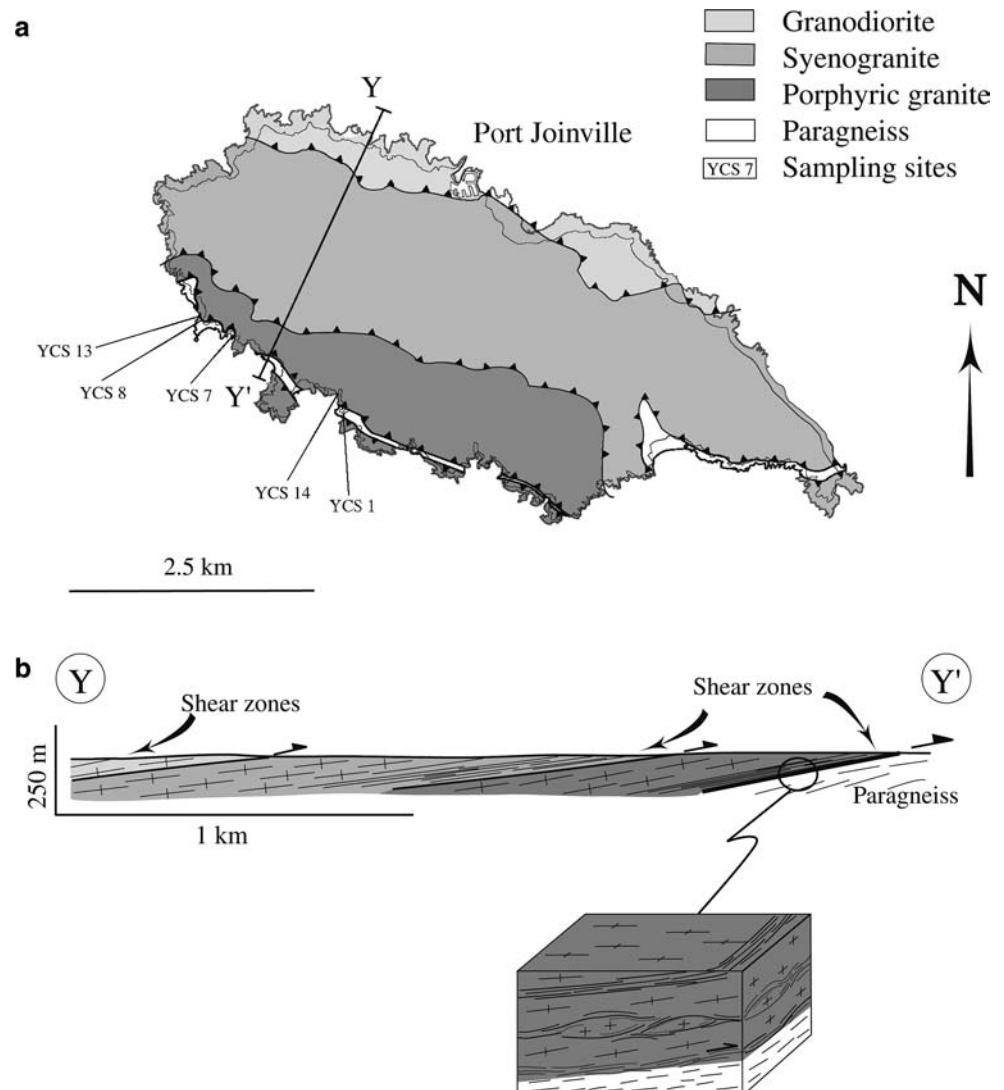 a
Granodiorite
Syenogranite
Porphyric granite
Paragneiss
YCS 7 Sampling sites
Y
Port Joinville
N
YCS 13
YCS 8
YCS 7
Y'
YCS 14
YCS 1
2.5 km
b
Y
Shear zones
Shear zones
Y'
250 m
Paragneiss
1 km